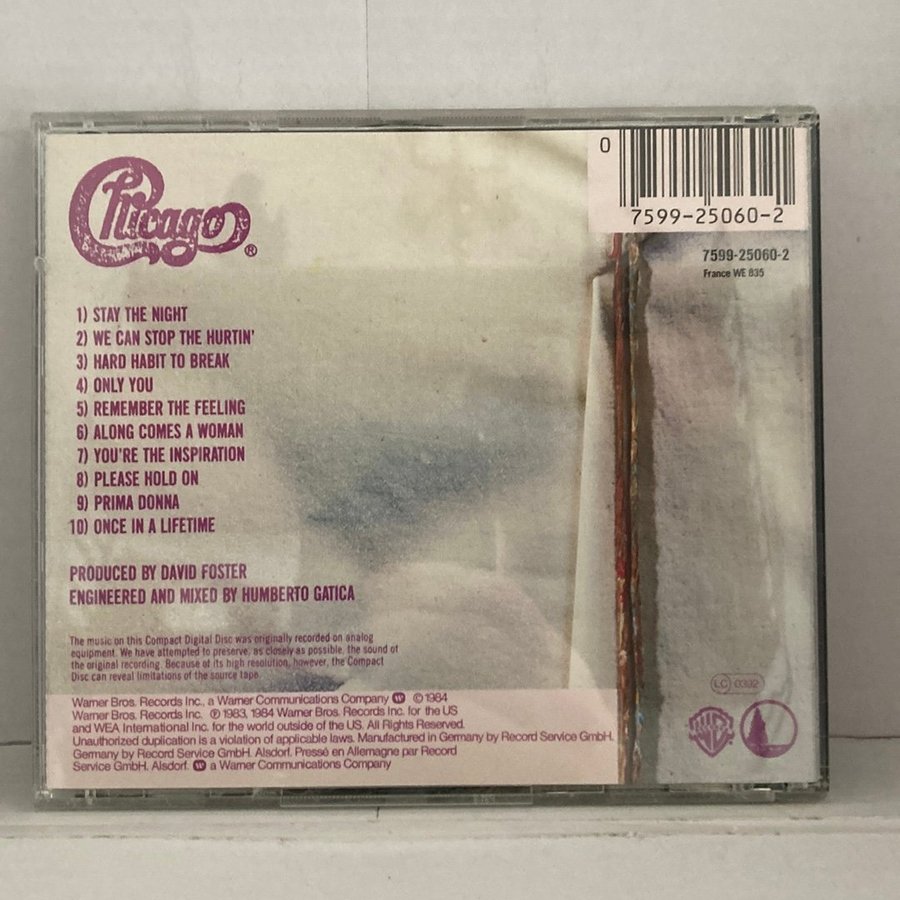 Chicago®
0
7599-25060-2
7599-25060-2
France WE 835
1) STAY THE NIGHT
2) WE CAN STOP THE HURTIN'
3) HARD HABIT TO BREAK
4) ONLY YOU
5) REMEMBER THE FEELING
6) ALONG COMES A WOMAN
7) YOU'RE THE INSPIRATION
8) PLEASE HOLD ON
9) PRIMA DONNA
10) ONCE IN A LIFETIME
PRODUCED BY DAVID FOSTER
ENGINEERED AND MIXED BY HUMBERTO GATICA
The music on this Compact Digital Disc was originally recorded on analog
equipment. We have attempted to preserve, as closely as possible, the sound of
the original recording. Because of its high resolution, however, the Compact
Disc can reveal limitations of the source tape.
Warner Bros. Records Inc., a Warner Communications Company W © 1984
Warner Bros. Records Inc. ℗ 1983, 1984 Warner Bros. Records Inc. for the US
and WEA International Inc. for the world outside of the US. All Rights Reserved.
Unauthorized duplication is a violation of applicable laws. Manufactured in Germany by Record Service GmbH.
Germany by Record Service GmbH. Alsdorf. Pressé en Allemagne par Record
Service GmbH. Alsdorf. W a Warner Communications Company
LC 0392
WB